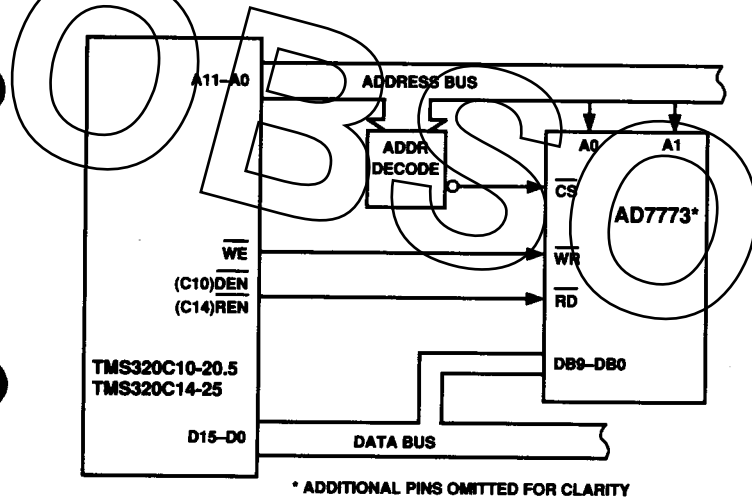 A11–A0
ADDRESS BUS
ADDR
DECODE
A0
A1
CS
AD7773*
WE
WR
(C10)DEN
(C14)REN
RD
TMS320C10-20.5
TMS320C14-25
DB9–DB0
D15–D0
DATA BUS
* ADDITIONAL PINS OMITTED FOR CLARITY
OBSO